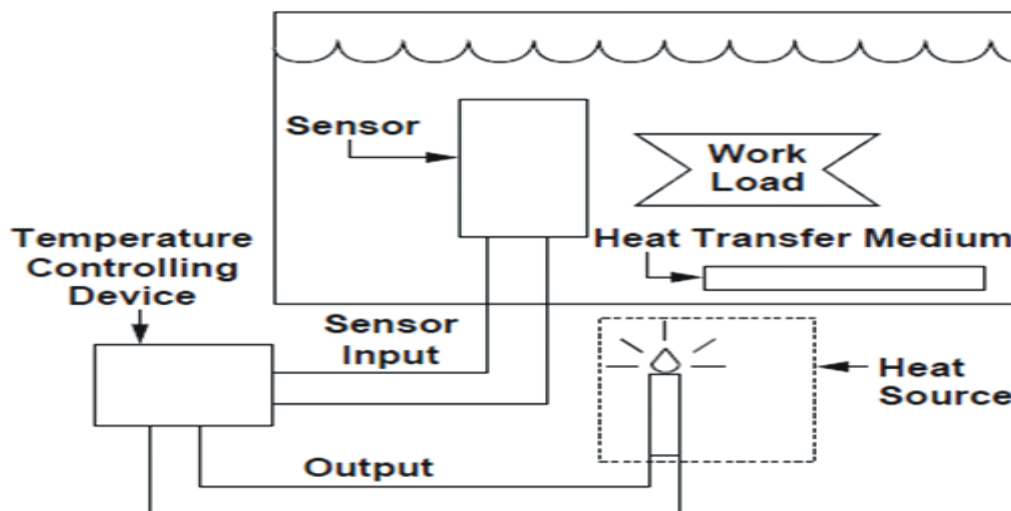 Sensor
Work
Load
Temperature
Controlling
Device
Heat Transfer Medium
Sensor
Input
Heat
Source
Output